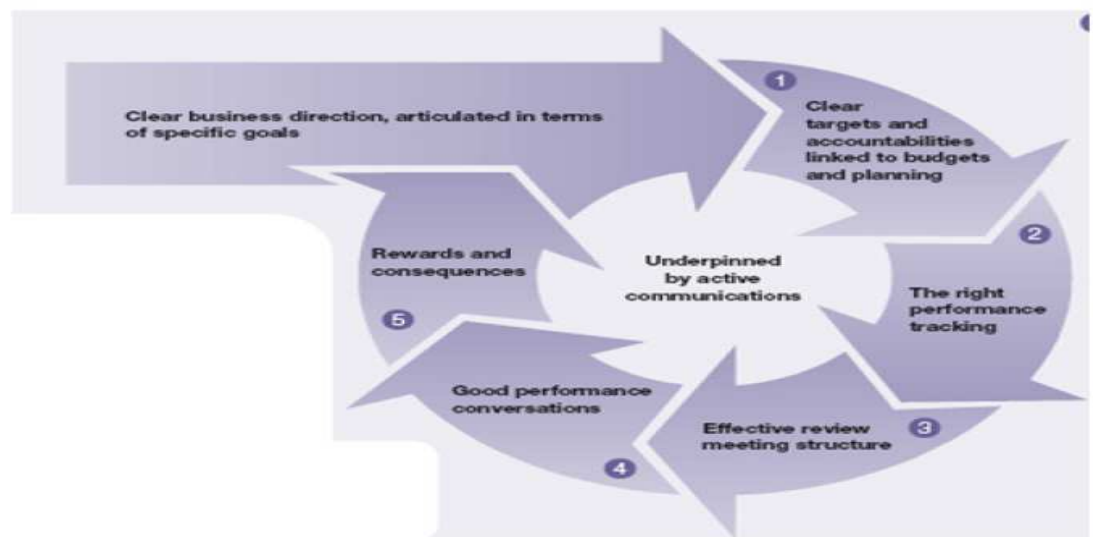 Clear business direction, articulated in terms
of specific goals
1
Clear
targets and
accountabilities
linked to budgets
and planning
2
The right
performance
tracking
3
Effective review
meeting structure
4
Good performance
conversations
5
Rewards and
consequences
Underpinned
by active
communications